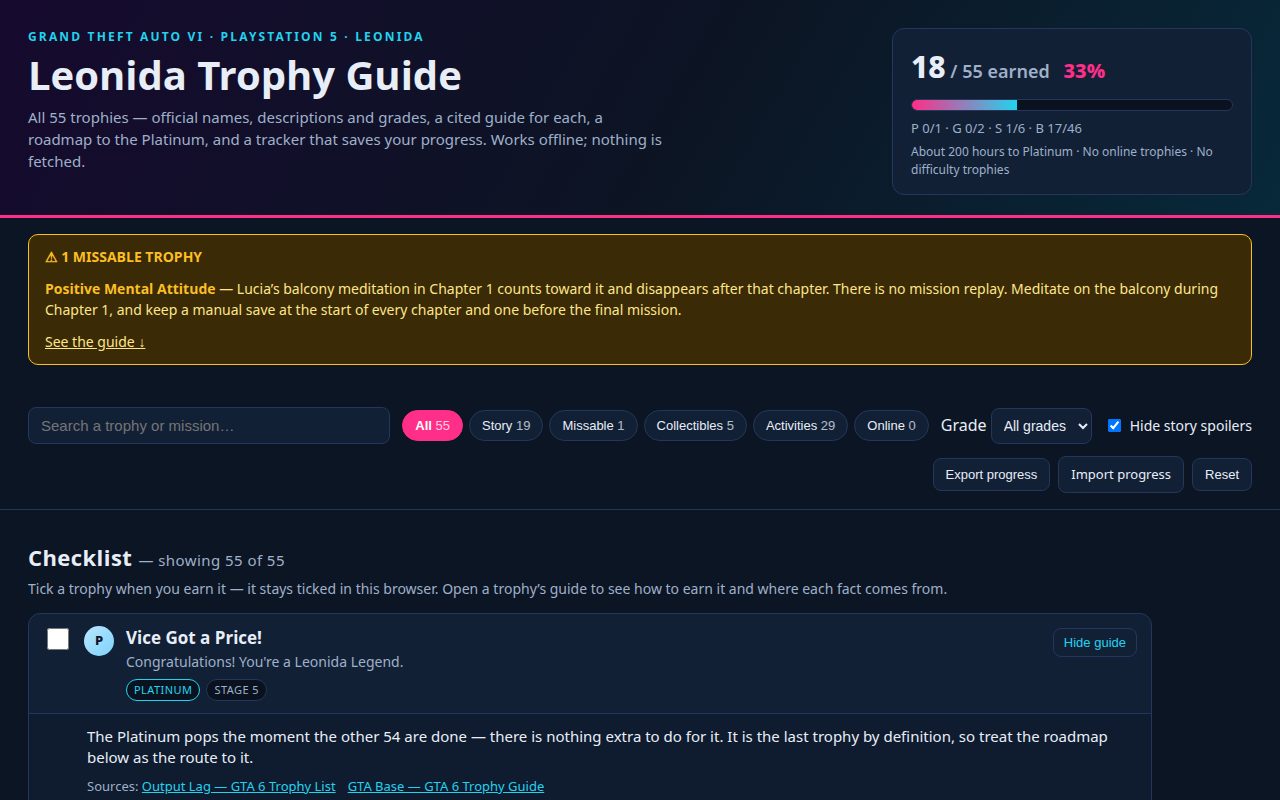 GRAND THEFT AUTO VI · PLAYSTATION 5 · LEONIDA
Leonida Trophy Guide
All 55 trophies — official names, descriptions and grades, a cited guide for each, a
roadmap to the Platinum, and a tracker that saves your progress. Works offline; nothing is
fetched.
18 / 55 earned 33%
P 0/1 · G 0/2 · S 1/6 · B 17/46
About 200 hours to Platinum · No online trophies · No
difficulty trophies
⚠ 1 MISSABLE TROPHY
Positive Mental Attitude — Lucia’s balcony meditation in Chapter 1 counts toward it and disappears after that chapter. There is no mission replay. Meditate on the balcony during
Chapter 1, and keep a manual save at the start of every chapter and one before the final mission.
See the guide ↓
Search a trophy or mission…
All 55
Story 19
Missable 1
Collectibles 5
Activities 29
Online 0
Grade
All grades
Hide story spoilers
Export progress
Import progress
Reset
Checklist — showing 55 of 55
Tick a trophy when you earn it — it stays ticked in this browser. Open a trophy’s guide to see how to earn it and where each fact comes from.
P
Vice Got a Price!
Hide guide
Congratulations! You're a Leonida Legend.
PLATINUM
STAGE 5
The Platinum pops the moment the other 54 are done — there is nothing extra to do for it. It is the last trophy by definition, so treat the roadmap
below as the route to it.
Sources: Output Lag — GTA 6 Trophy List GTA Base — GTA 6 Trophy Guide